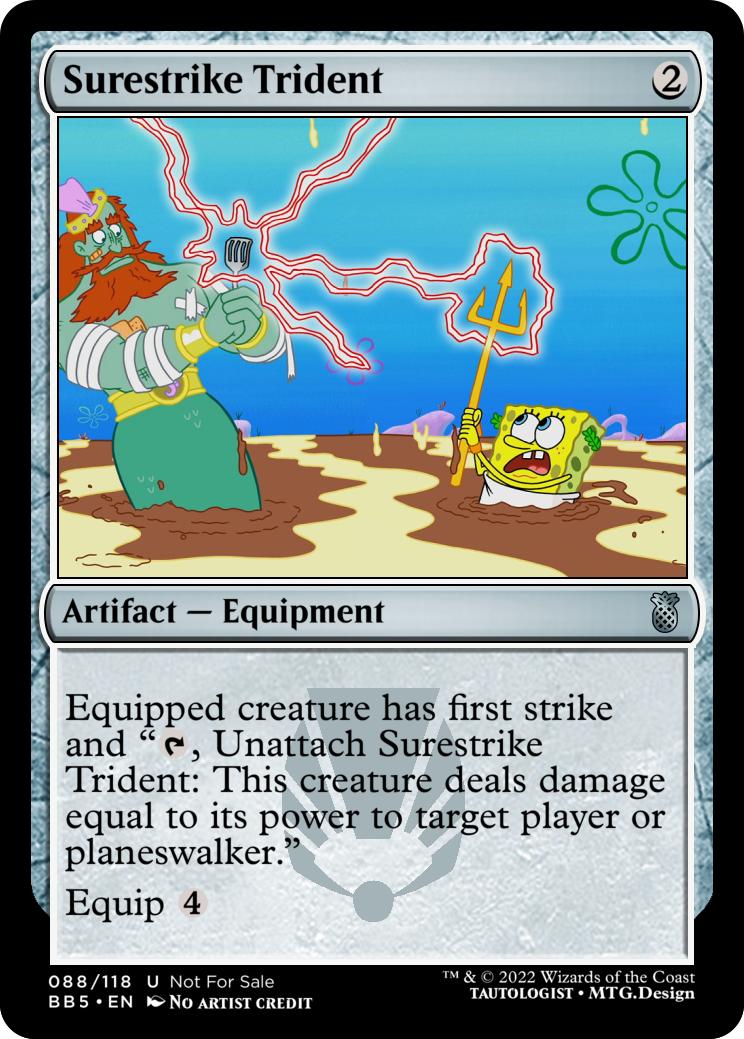 Surestrike Trident 2
Artifact — Equipment
Equipped creature has first strike
and “ , Unattach Surestrike
Trident: This creature deals damage
equal to its power to target player or
planeswalker.”
Equip 4
088/118 U Not For Sale
BB5 • EN No ARTIST CREDIT
™ & © 2022 Wizards of the Coast
TAUTOLOGIST • MTG.Design